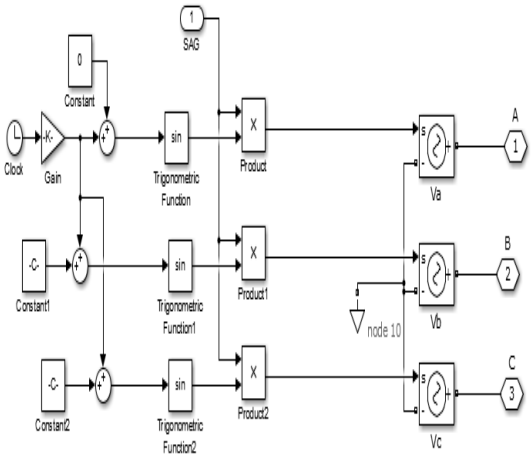 1
SAG
0
Constant
Clock
-K-
Gain
+
+
sin
Trigonometric
Function
X
Product
s
-
+
Va
A
1
-C-
Constant1
+
+
sin
Trigonometric
Function1
X
Product1
s
-
+
Vb
B
2
node 10
-C-
Constant2
+
+
sin
Trigonometric
Function2
X
Product2
s
-
+
Vc
C
3